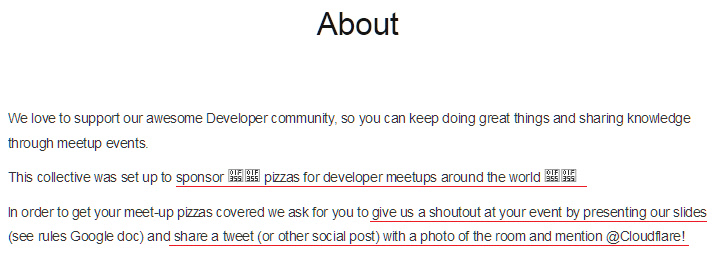 About
We love to support our awesome Developer community, so you can keep doing great things and sharing knowledge
through meetup events.
This collective was set up to sponsor 🍕🍕 pizzas for developer meetups around the world 🍕🍕
In order to get your meet-up pizzas covered we ask for you to give us a shoutout at your event by presenting our slides
(see rules Google doc) and share a tweet (or other social post) with a photo of the room and mention @Cloudflare!